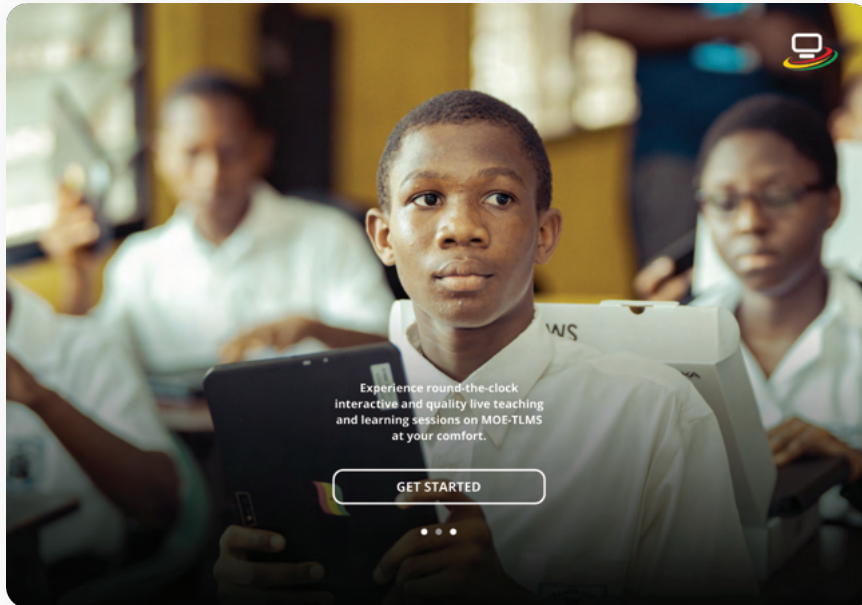 WS
Experience round-the-clock
interactive and quality live teaching
and learning sessions on MOE-TLMS
at your comfort.
GET STARTED